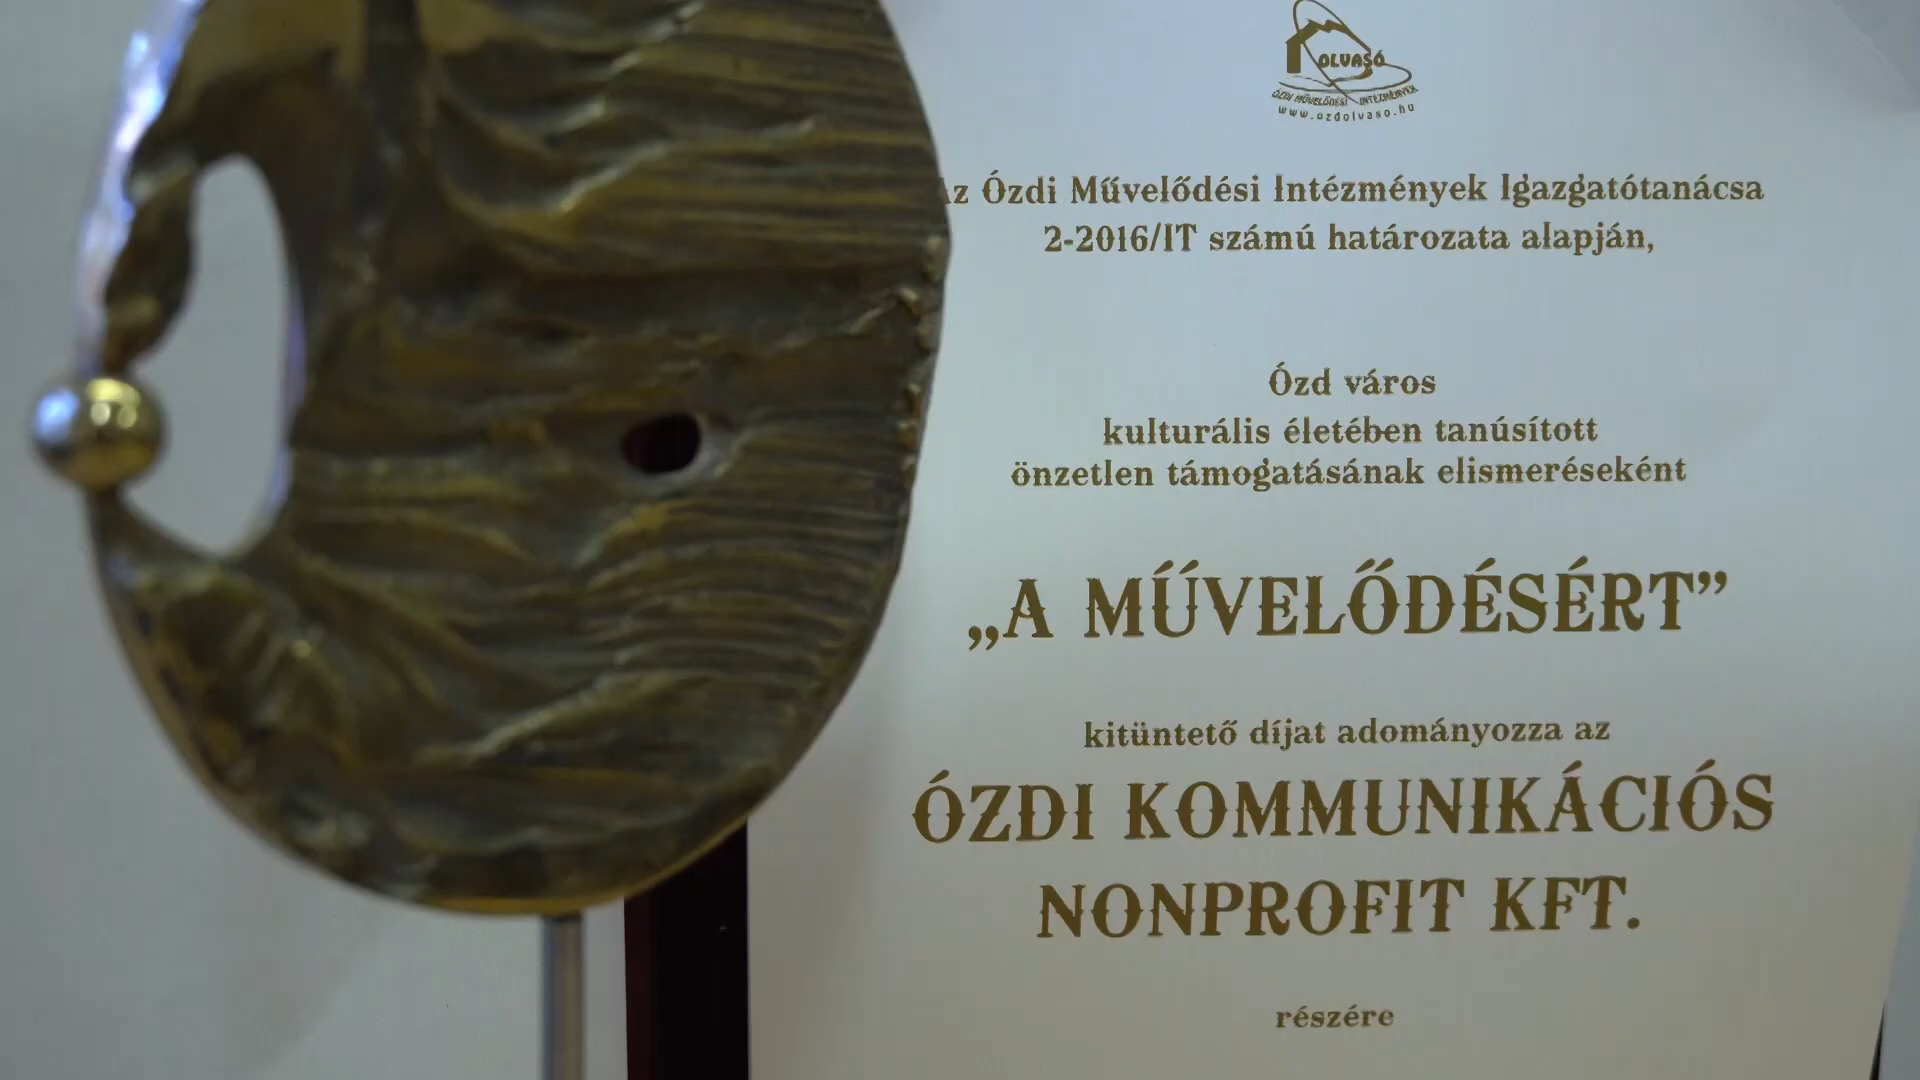 OLVASÓ
ÓZDI MŰVELŐDÉSI INTÉZMÉNYEK
www.ozdolvaso.hu
Ózdi Művelődési Intézmények Igazgatótanácsa
2-2016/IT számú határozata alapján,
Ózd város
kulturális életében tanúsított
önzetlen támogatásának elismeréseként
„A MŰVELŐDÉSÉRT”
kitüntető díjat adományozza az
ÓZDI KOMMUNIKÁCIÓS
NONPROFIT KFT.
részére